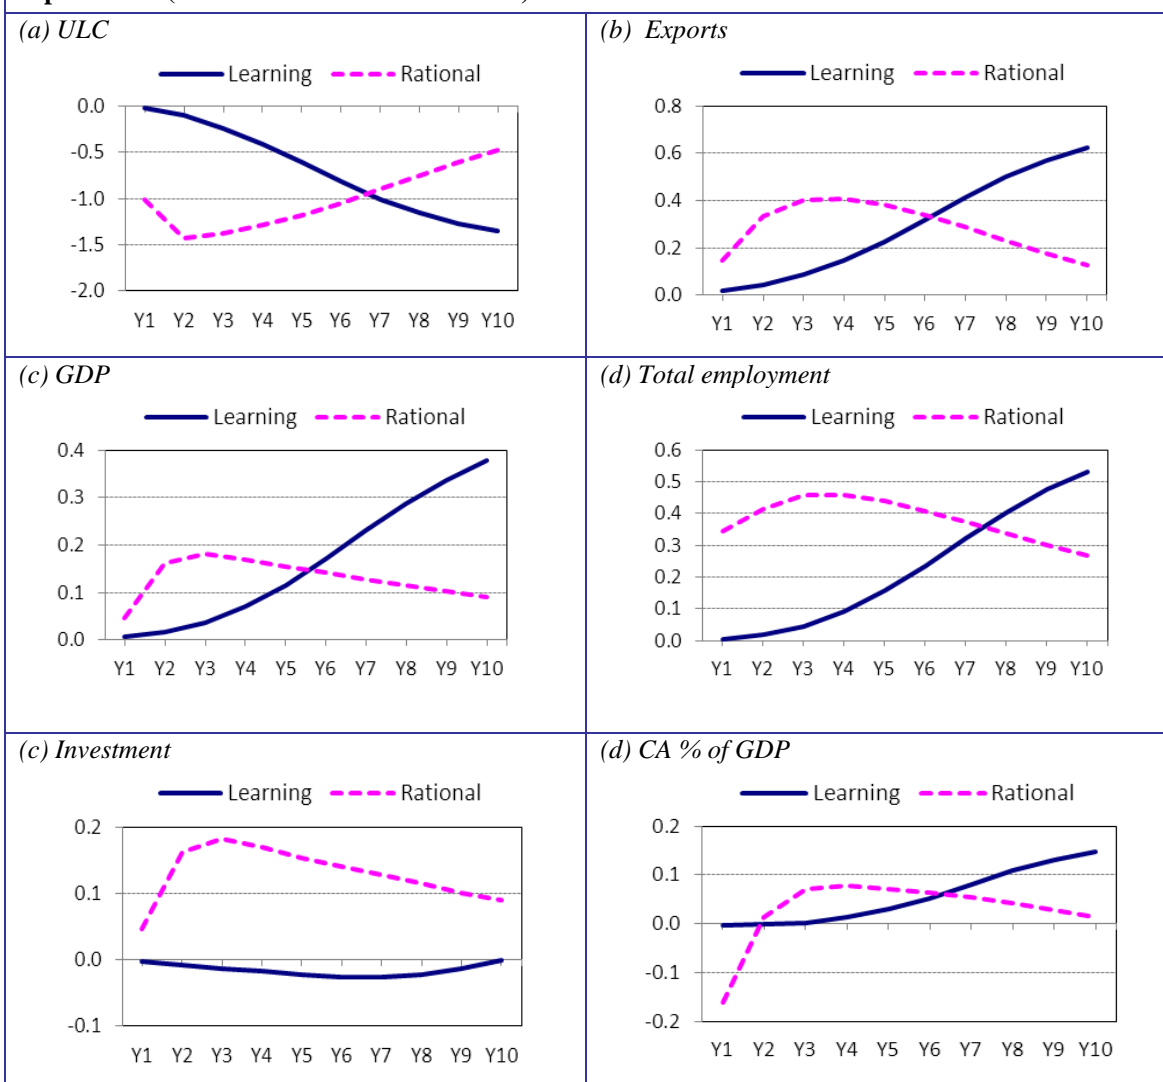 (a) ULC
Learning Rational
0.0
-0.5
-1.0
-1.5
-2.0
Y1 Y2 Y3 Y4 Y5 Y6 Y7 Y8 Y9 Y10
(b) Exports
Learning Rational
0.8
0.6
0.4
0.2
0.0
Y1 Y2 Y3 Y4 Y5 Y6 Y7 Y8 Y9 Y10
(c) GDP
Learning Rational
0.4
0.3
0.2
0.1
0.0
Y1 Y2 Y3 Y4 Y5 Y6 Y7 Y8 Y9 Y10
(d) Total employment
Learning Rational
0.6
0.5
0.4
0.3
0.2
0.1
0.0
Y1 Y2 Y3 Y4 Y5 Y6 Y7 Y8 Y9 Y10
(c) Investment
Learning Rational
0.2
0.1
0.0
-0.1
Y1 Y2 Y3 Y4 Y5 Y6 Y7 Y8 Y9 Y10
(d) CA % of GDP
Learning Rational
0.2
0.1
0.0
-0.1
-0.2
Y1 Y2 Y3 Y4 Y5 Y6 Y7 Y8 Y9 Y10